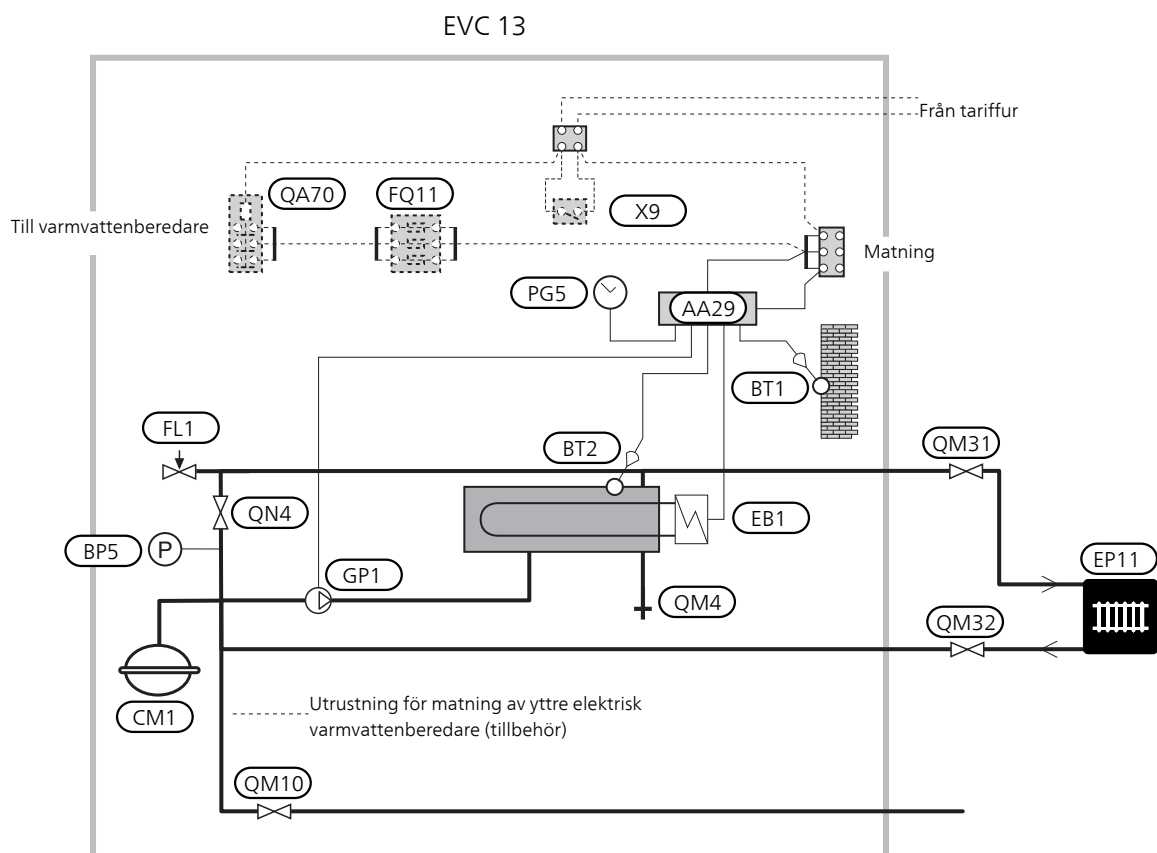 EVC 13
Från tariffur
QA70
FQ11
X9
Till varmvattenberedare
Matning
PG5
AA29
BT1
FL1
BT2
QM31
QN4
EB1
BP5
P
GP1
EP11
QM4
QM32
CM1
Utrustning för matning av yttre elektrisk
varmvattenberedare (tillbehör)
QM10